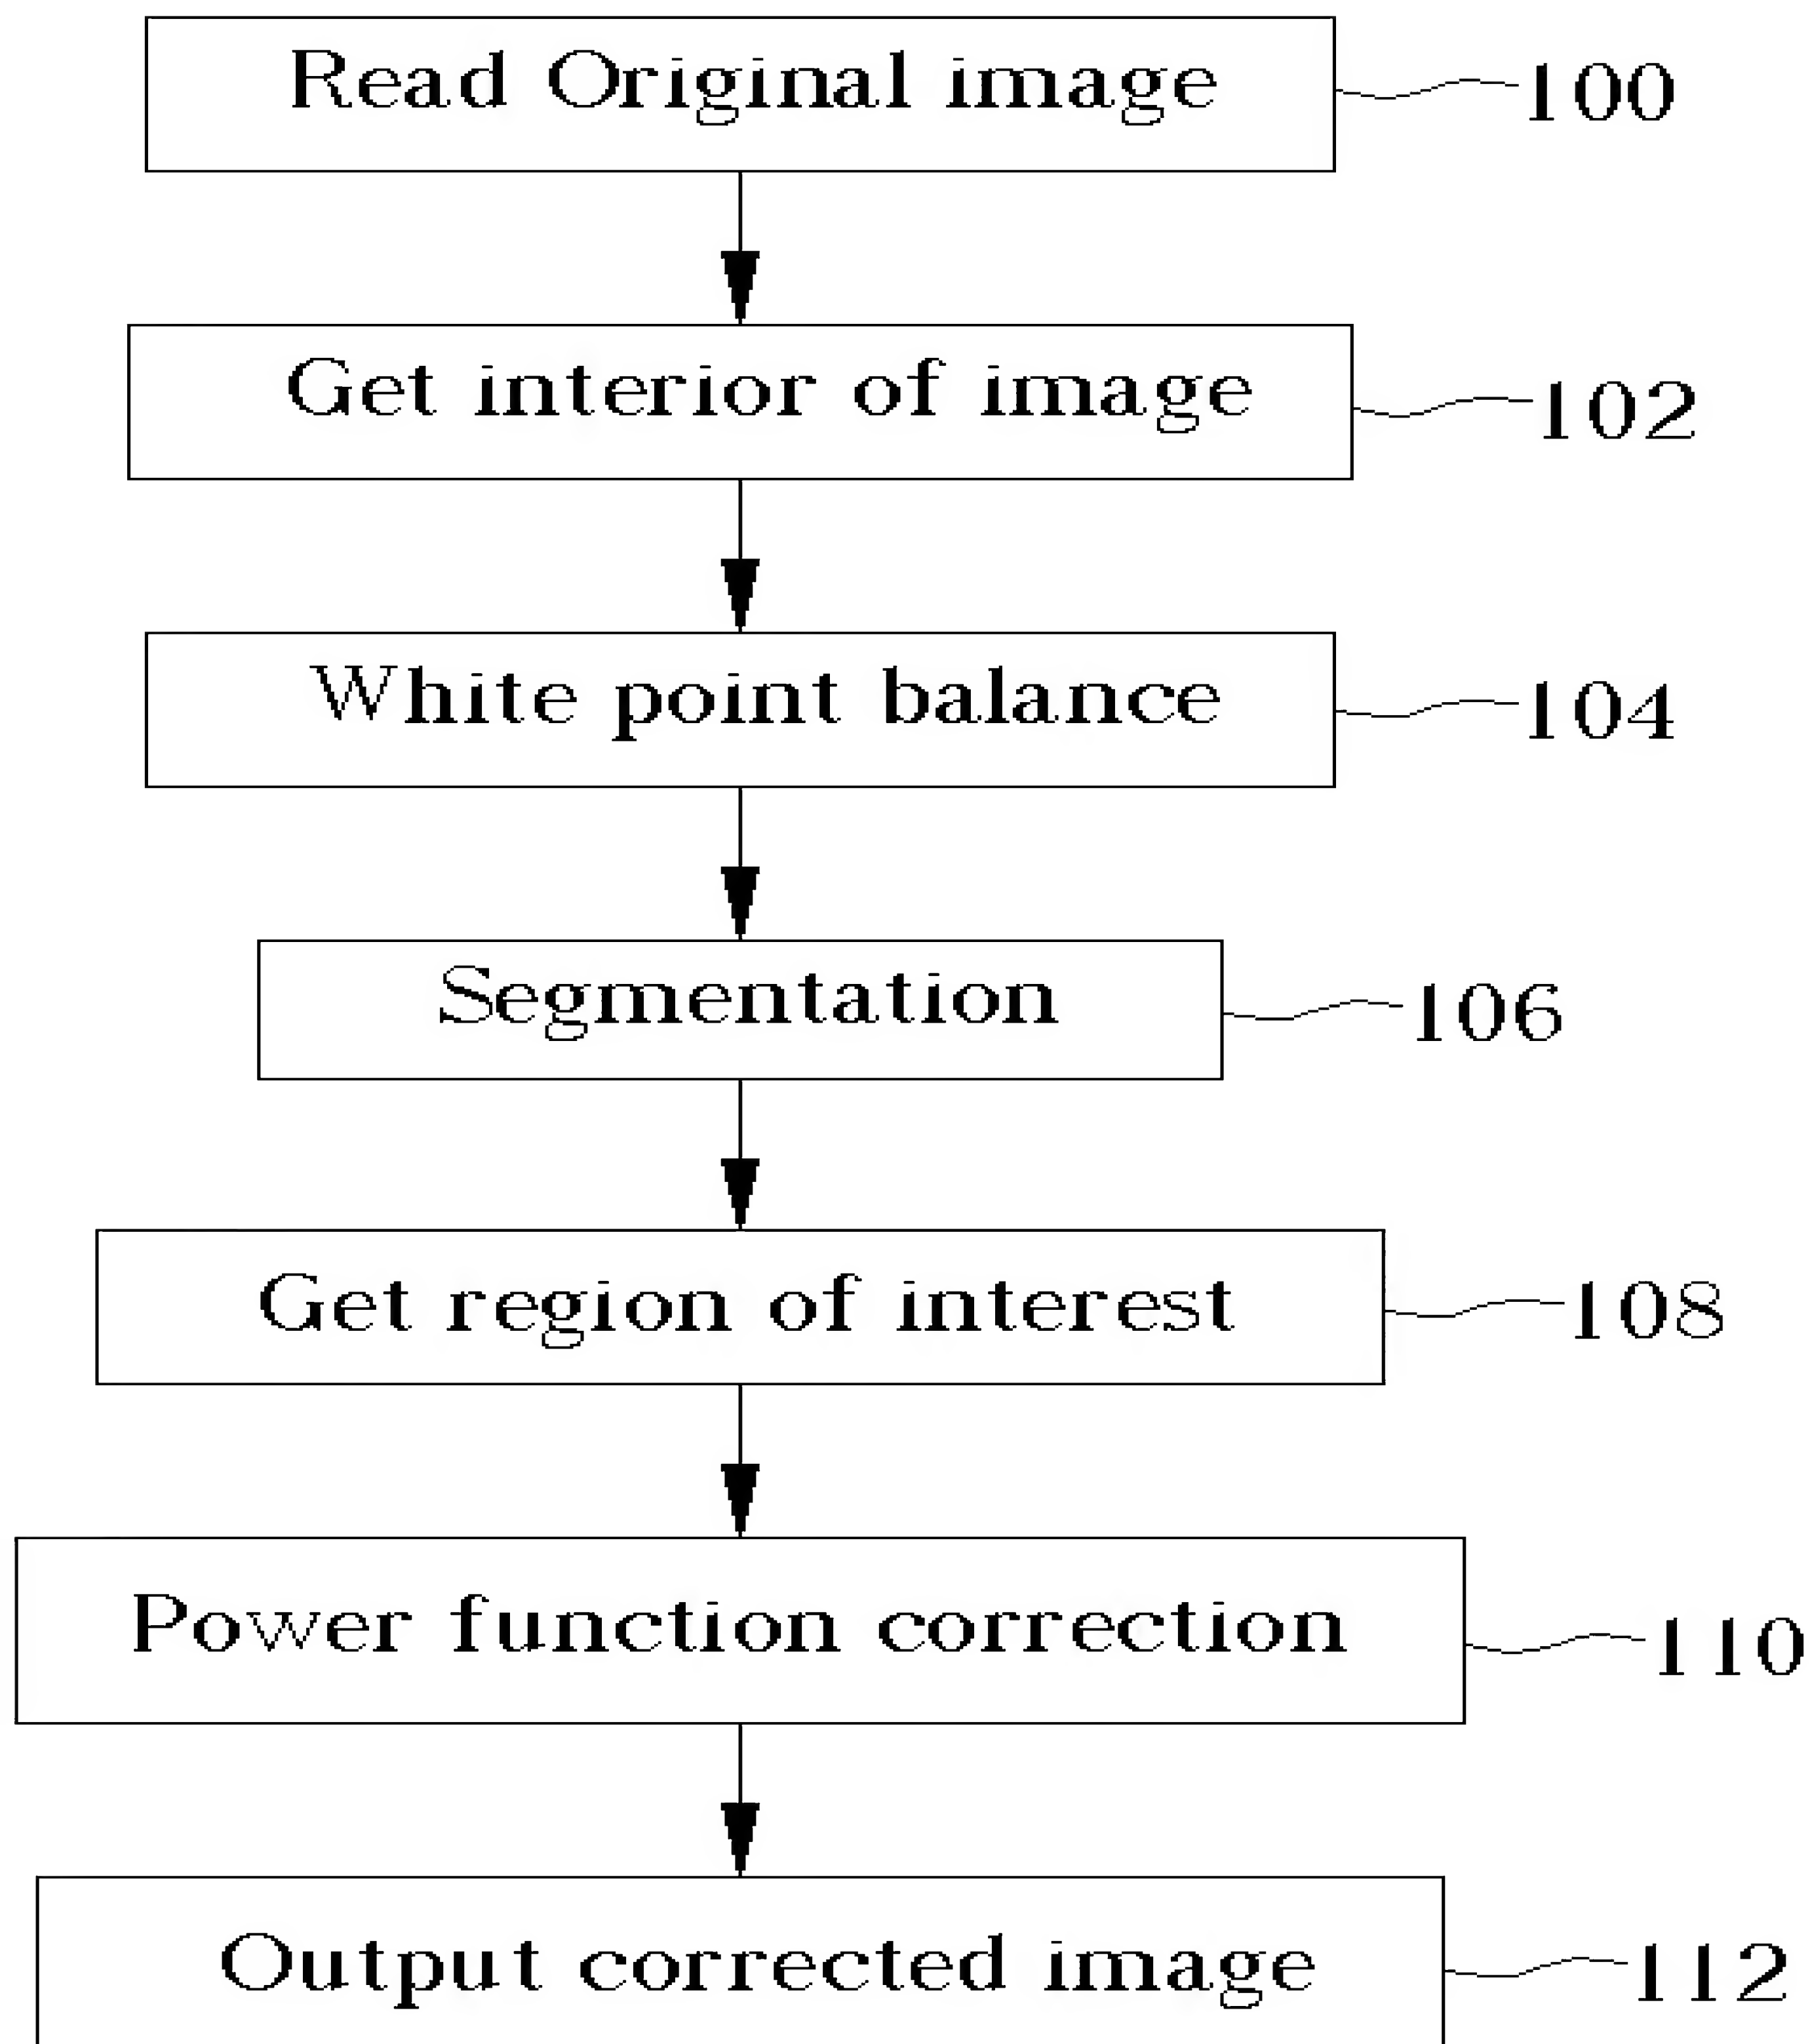 Read Original image 100
Get interior of image 102
White point balance 104
Segmentation 106
Get region of interest 108
Power function correction 110
Output corrected image 112